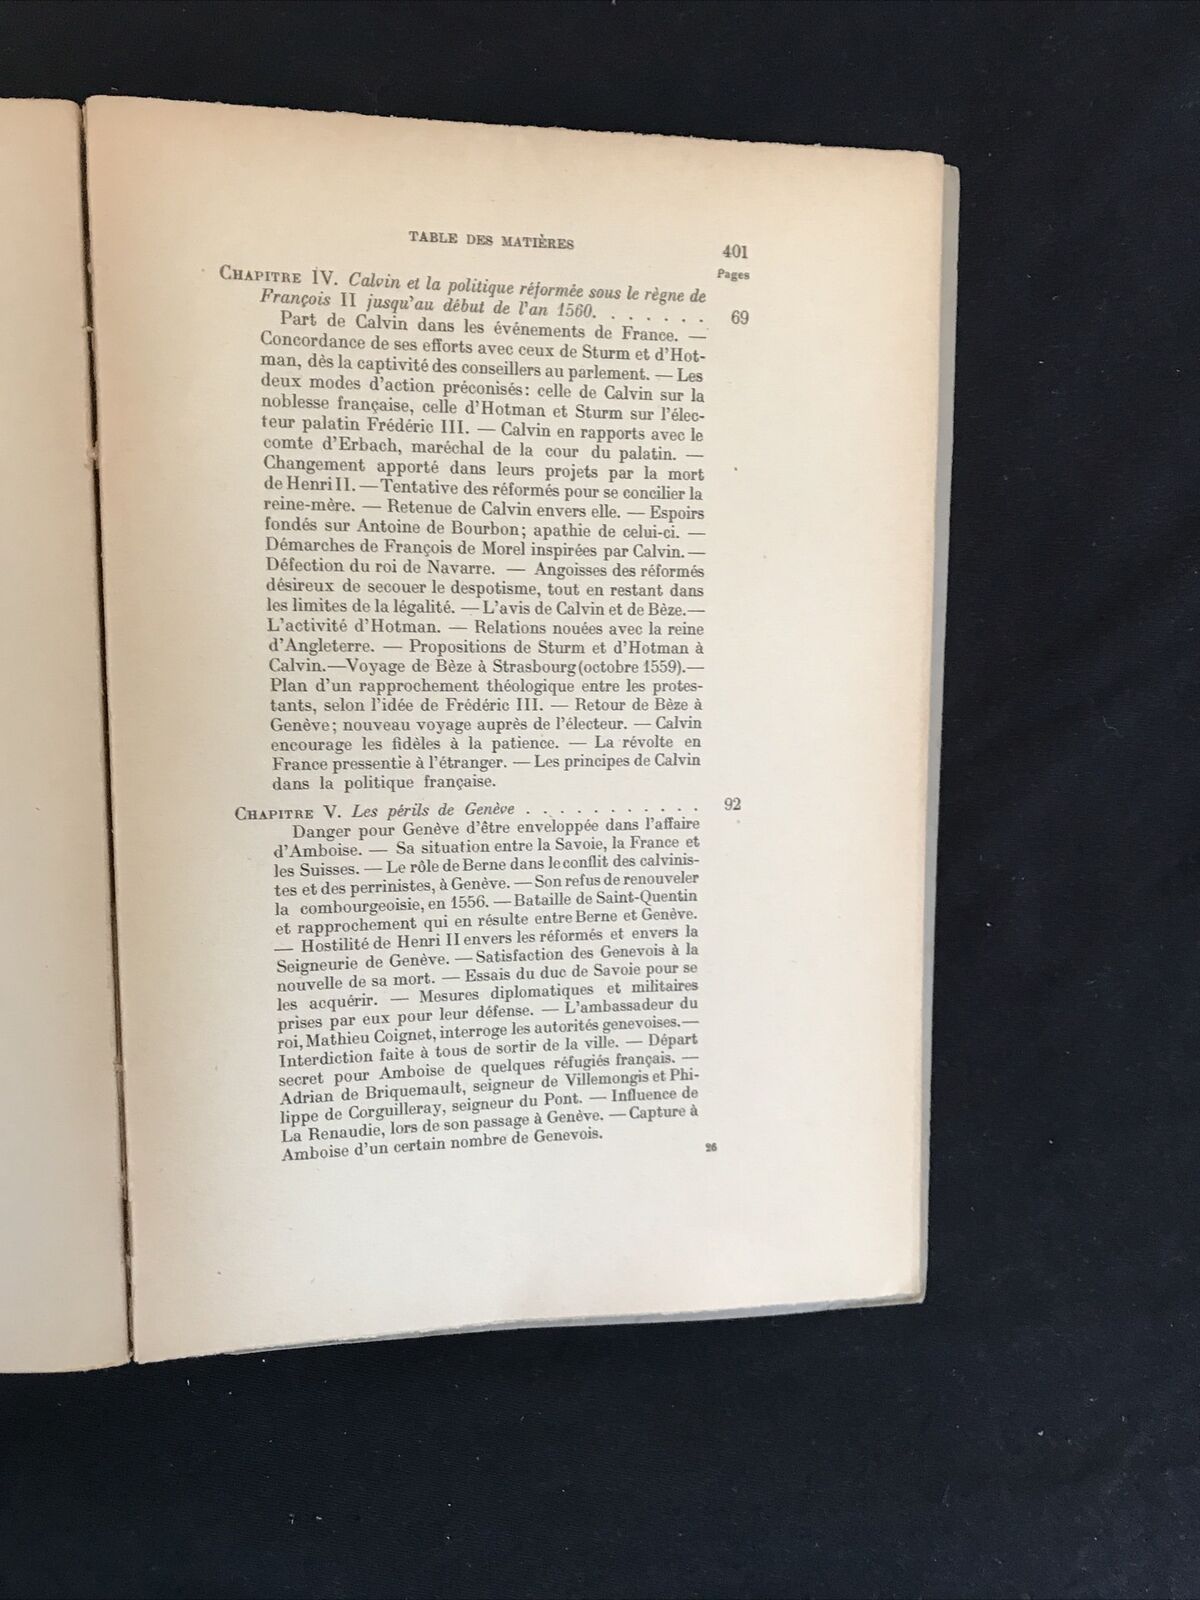 TABLE DES MATIÈRES 401
Pages
CHAPITRE IV. Calvin et la politique réformée sous le règne de
François II jusqu'au début de l'an 1560. . . . . . . 69
Part de Calvin dans les événements de France. —
Concordance de ses efforts avec ceux de Sturm et d'Hot-
man, dès la captivité des conseillers au parlement. — Les
deux modes d'action préconisés: celle de Calvin sur la
noblesse française, celle d'Hotman et Sturm sur l'élec-
teur palatin Frédéric III. — Calvin en rapports avec le
comte d'Erbach, maréchal de la cour du palatin. —
Changement apporté dans leurs projets par la mort
de Henri II. — Tentative des réformés pour se concilier la
reine-mère. — Retenue de Calvin envers elle. — Espoirs
fondés sur Antoine de Bourbon; apathie de celui-ci. —
Démarches de François de Morel inspirées par Calvin. —
Défection du roi de Navarre. — Angoisses des réformés
désireux de secouer le despotisme, tout en restant dans
les limites de la légalité. — L'avis de Calvin et de Bèze. —
L'activité d'Hotman. — Relations nouées avec la reine
d'Angleterre. — Propositions de Sturm et d'Hotman à
Calvin. — Voyage de Bèze à Strasbourg (octobre 1559). —
Plan d'un rapprochement théologique entre les protes-
tants, selon l'idée de Frédéric III. — Retour de Bèze à
Genève; nouveau voyage auprès de l'électeur. — Calvin
encourage les fidèles à la patience. — La révolte en
France pressentie à l'étranger. — Les principes de Calvin
dans la politique française.
CHAPITRE V. Les périls de Genève . . . . . . . . . . . 92
Danger pour Genève d'être enveloppée dans l'affaire
d'Amboise. — Sa situation entre la Savoie, la France et
les Suisses. — Le rôle de Berne dans le conflit des calvinis-
tes et des perrinistes, à Genève. — Son refus de renouveler
la combourgeoisie, en 1556. — Bataille de Saint-Quentin
et rapprochement qui en résulte entre Berne et Genève.
— Hostilité de Henri II envers les réformés et envers la
Seigneurie de Genève. — Satisfaction des Genevois à la
nouvelle de sa mort. — Essais du duc de Savoie pour se
les acquérir. — Mesures diplomatiques et militaires
prises par eux pour leur défense. — L'ambassadeur du
roi, Mathieu Coignet, interroge les autorités genevoises. —
Interdiction faite à tous de sortir de la ville. — Départ
secret pour Amboise de quelques réfugiés français. —
Adrian de Briquemault, seigneur de Villemongis et Phi-
lippe de Corguilleray, seigneur du Pont. — Influence de
La Renaudie, lors de son passage à Genève. — Capture à
Amboise d'un certain nombre de Genevois.
26